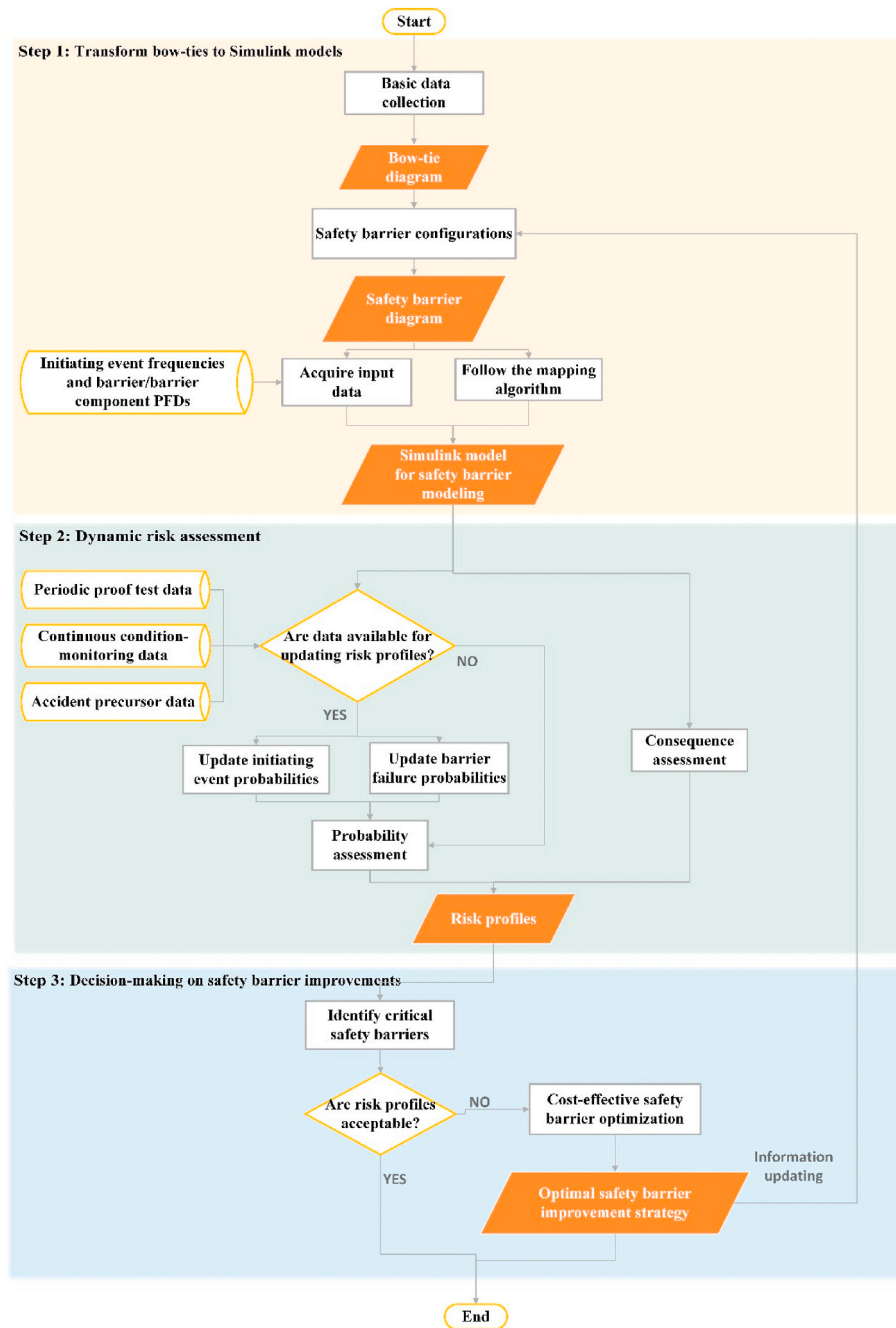 Start
Step 1: Transform bow-ties to Simulink models
Basic data
collection
Bow-tie
diagram
Safety barrier configurations
Safety barrier
diagram
Initiating event frequencies
and barrier/barrier
component PFDs
Acquire input
data
Follow the mapping
algorithm
Simulink model
for safety barrier
modeling
Step 2: Dynamic risk assessment
Periodic proof test data
Continuous condition-
monitoring data
Accident precursor data
Are data available for
updating risk profiles?
NO
YES
Update initiating
event probabilities
Update barrier
failure probabilities
Consequence
assessment
Probability
assessment
Risk profiles
Step 3: Decision-making on safety barrier improvements
Identify critical
safety barriers
Are risk profiles
acceptable?
NO
Cost-effective safety
barrier optimization
YES
Information
updating
Optimal safety barrier
improvement strategy
End